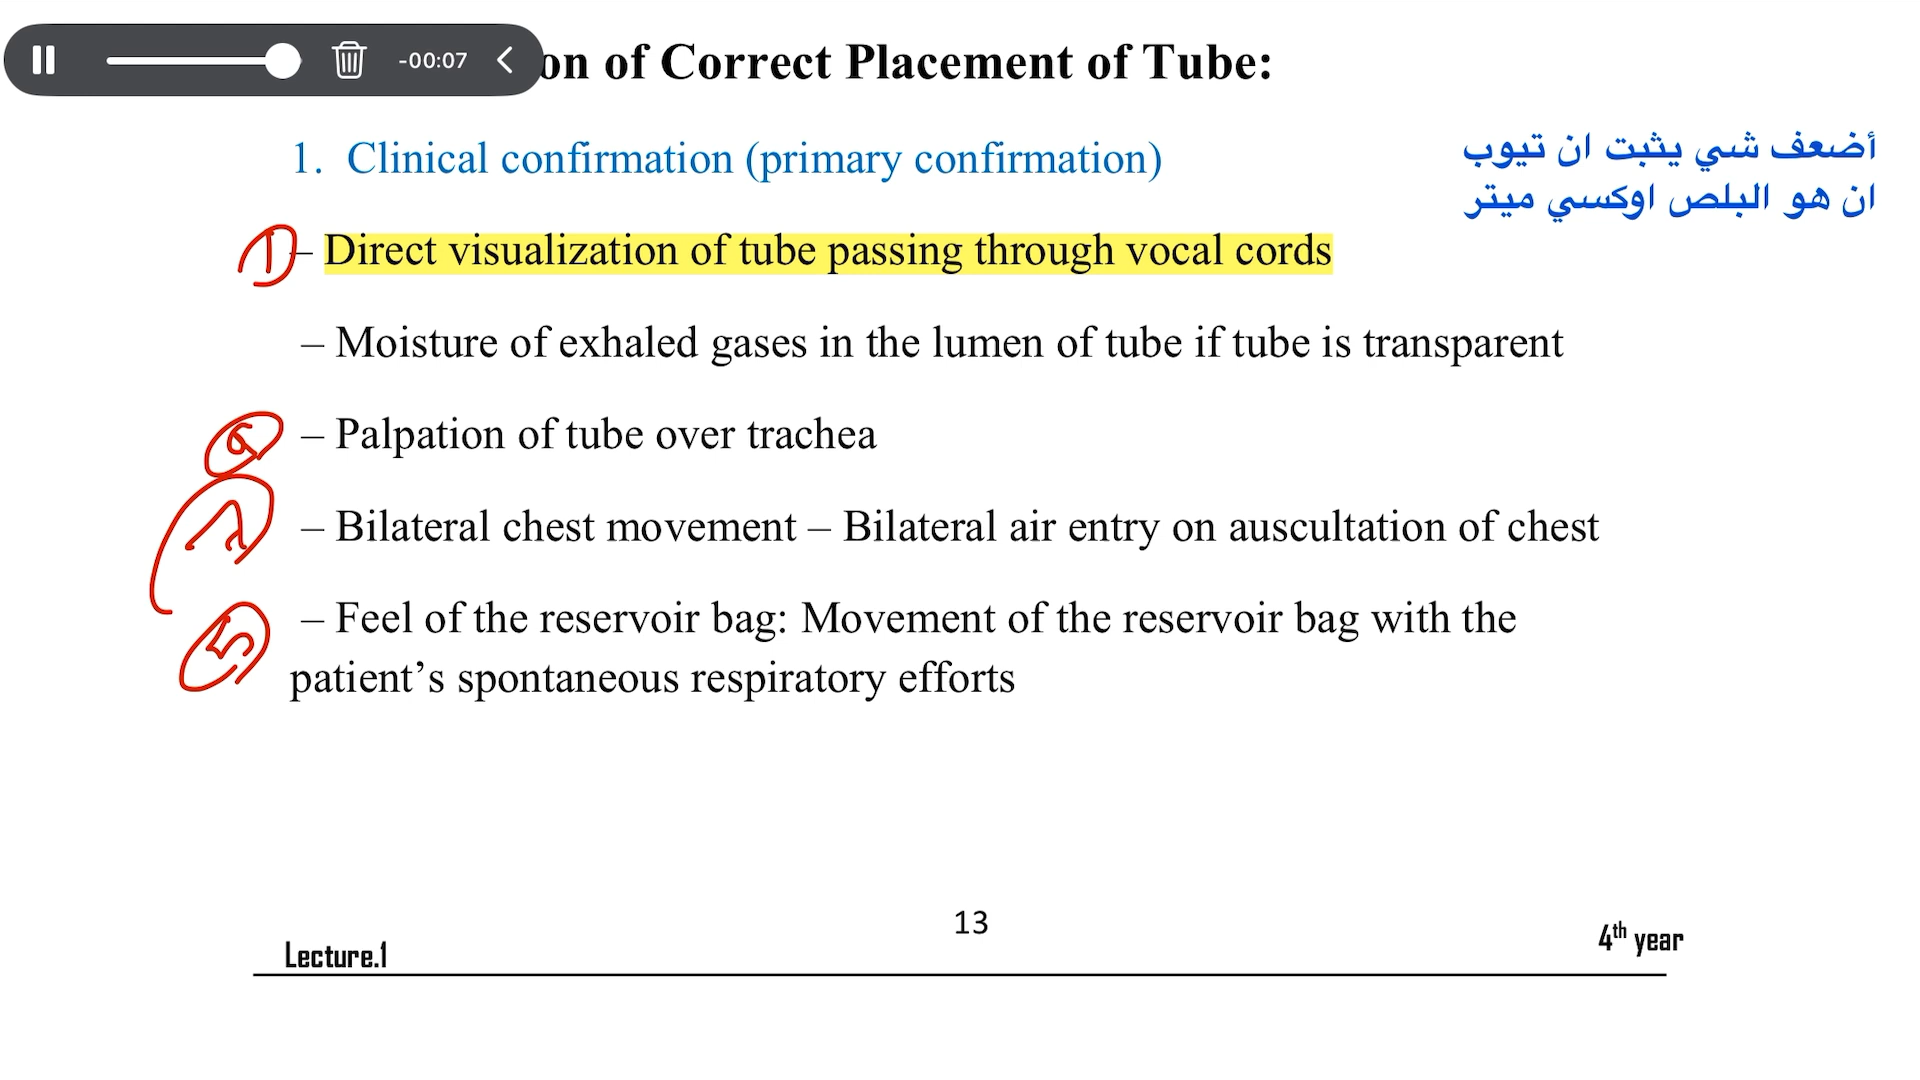 -00:07
on of Correct Placement of Tube:
1. Clinical confirmation (primary confirmation)
أضعف شي يثبت ان تيوب
ان هو البلص اوكسي ميتر
1 – Direct visualization of tube passing through vocal cords
– Moisture of exhaled gases in the lumen of tube if tube is transparent
– Palpation of tube over trachea
– Bilateral chest movement – Bilateral air entry on auscultation of chest
5 – Feel of the reservoir bag: Movement of the reservoir bag with the
patient’s spontaneous respiratory efforts
13
Lecture.1
4th year